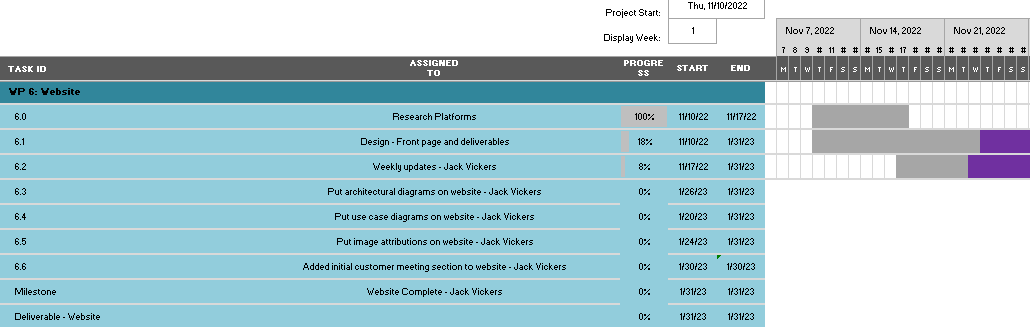 Project Start: Thu, 11/10/2022
Display Week: 1
Nov 7, 2022 Nov 14, 2022 Nov 21, 2022
7 8 9 # 11 # # # 15 # 17 # # # # # # # # # #
TASK ID ASSIGNED TO PROGRESS START END M T W T F S S M T W T F S S M T W T F S S
WP 6: Website
6.0 Research Platforms 100% 11/10/22 11/17/22
6.1 Design - Front page and deliverables 18% 11/10/22 1/31/23
6.2 Weekly updates - Jack Vickers 8% 11/17/22 1/31/23
6.3 Put architectural diagrams on website - Jack Vickers 0% 1/26/23 1/31/23
6.4 Put use case diagrams on website - Jack Vickers 0% 1/20/23 1/31/23
6.5 Put image attributions on website - Jack Vickers 0% 1/24/23 1/31/23
6.6 Added initial customer meeting section to website - Jack Vickers 0% 1/30/23 1/30/23
Milestone Website Complete - Jack Vickers 0% 1/31/23 1/31/23
Deliverable - Website 0% 1/31/23 1/31/23